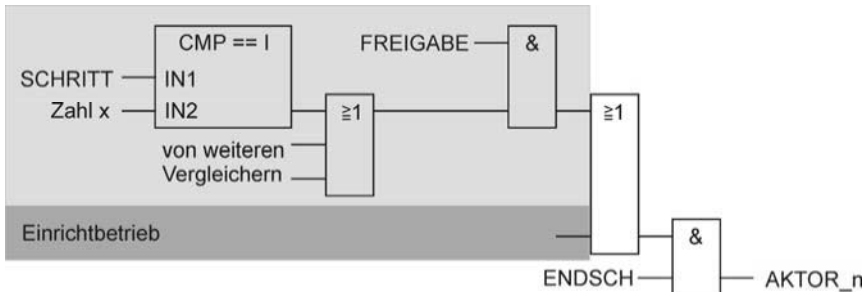 CMP == I
FREIGABE
&
SCHRITT
IN1
Zahl x
IN2
≧1
≧1
von weiteren
Vergleichern
Einrichtbetrieb
&
ENDSCH
AKTOR_n